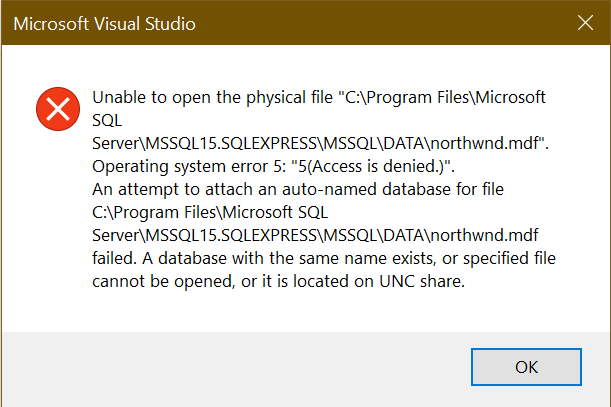 Microsoft Visual Studio
Unable to open the physical file "C:\Program Files\Microsoft
SQL
Server\MSSQL15.SQLEXPRESS\MSSQL\DATA\northwnd.mdf".
Operating system error 5: "5(Access is denied.)".
An attempt to attach an auto-named database for file
C:\Program Files\Microsoft SQL
Server\MSSQL15.SQLEXPRESS\MSSQL\DATA\northwnd.mdf
failed. A database with the same name exists, or specified file
cannot be opened, or it is located on UNC share.
OK